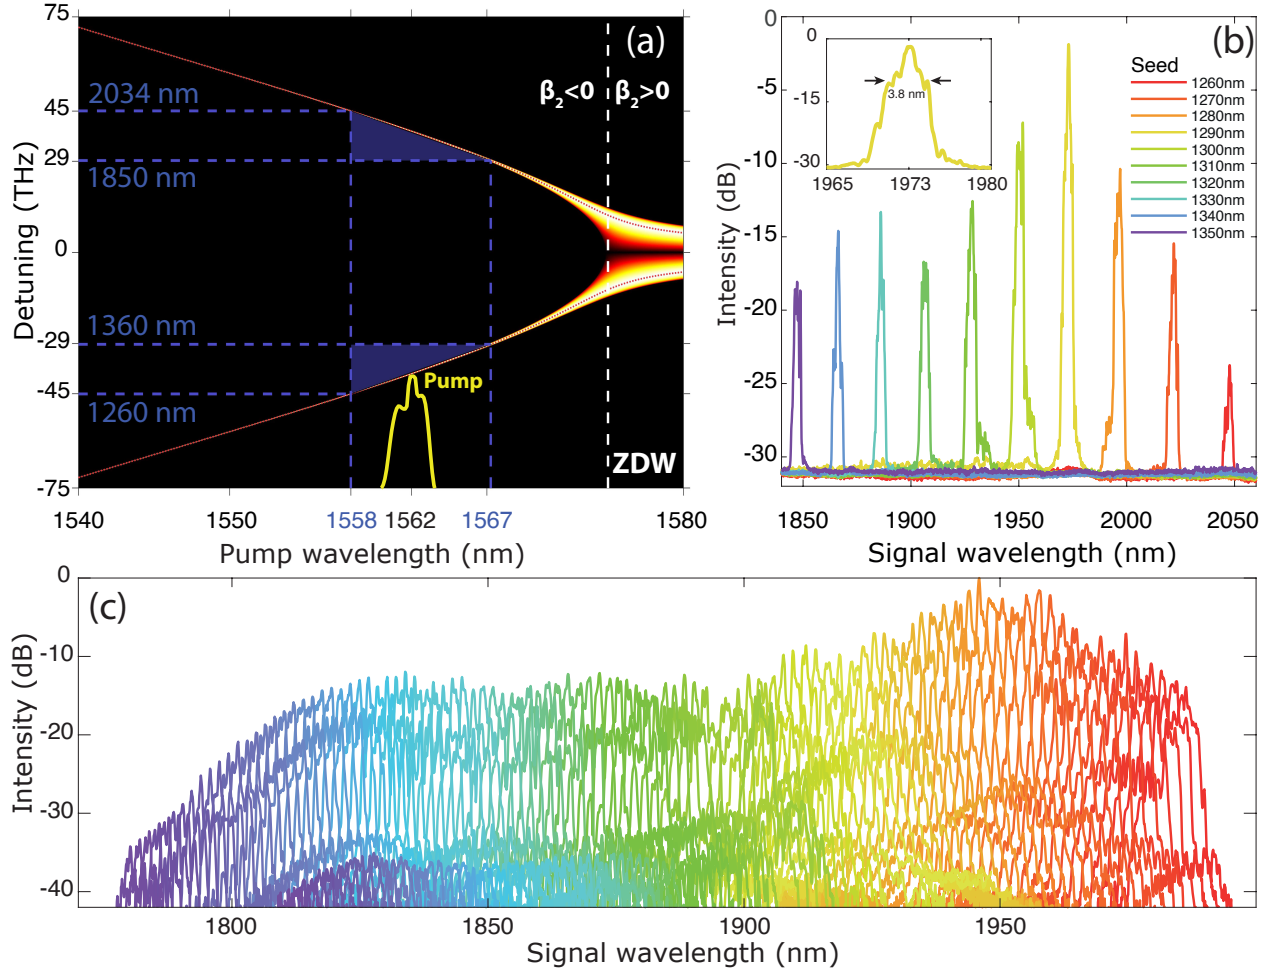 (a)
75
45
29
0
-29
-45
-75
Detuning (THz)
2034 nm
1850 nm
1360 nm
1260 nm
β2<0
β2>0
Pump
ZDW
1540
1550
1558
1562
1567
1580
Pump wavelength (nm)
(b)
0
-5
-10
-15
-20
-25
-30
Intensity (dB)
0
-15
-30
3.8 nm
1965
1973
1980
Seed
1260nm
1270nm
1280nm
1290nm
1300nm
1310nm
1320nm
1330nm
1340nm
1350nm
1850
1900
1950
2000
2050
Signal wavelength (nm)
(c)
0
-10
-20
-30
-40
Intensity (dB)
1800
1850
1900
1950
Signal wavelength (nm)